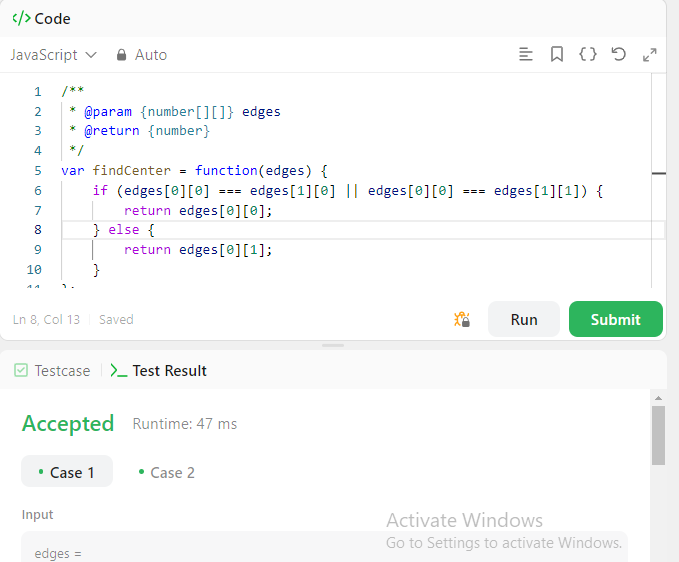 </> Code
JavaScript Auto
1 /**
2 * @param {number[][]} edges
3 * @return {number}
4 */
5 var findCenter = function(edges) {
6 if (edges[0][0] === edges[1][0] || edges[0][0] === edges[1][1]) {
7 return edges[0][0];
8 } else {
9 return edges[0][1];
10 }
11 };
Ln 8, Col 13 Saved
Run
Submit
Testcase
Test Result
Accepted Runtime: 47 ms
Case 1 Case 2
Input
edges =
Activate Windows
Go to Settings to activate Windows.